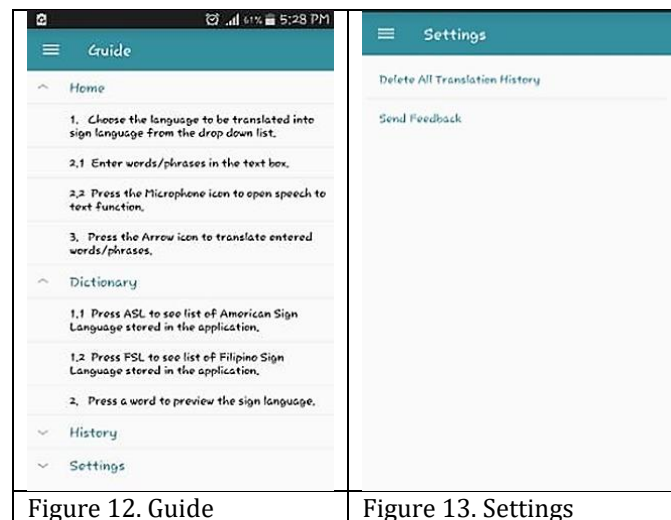 61% 5:28 PM
Guide
Home
1. Choose the language to be translated into
sign language from the drop down list.
2.1 Enter words/phrases in the text box.
2.2 Press the Microphone icon to open speech to
text function.
3. Press the Arrow icon to translate entered
words/phrases.
Dictionary
1.1 Press ASL to see list of American Sign
Language stored in the application.
1.2 Press FSL to see list of Filipino Sign
Language stored in the application.
2. Press a word to preview the sign language.
History
Settings
Figure 12. Guide
Settings
Delete All Translation History
Send Feedback
Figure 13. Settings